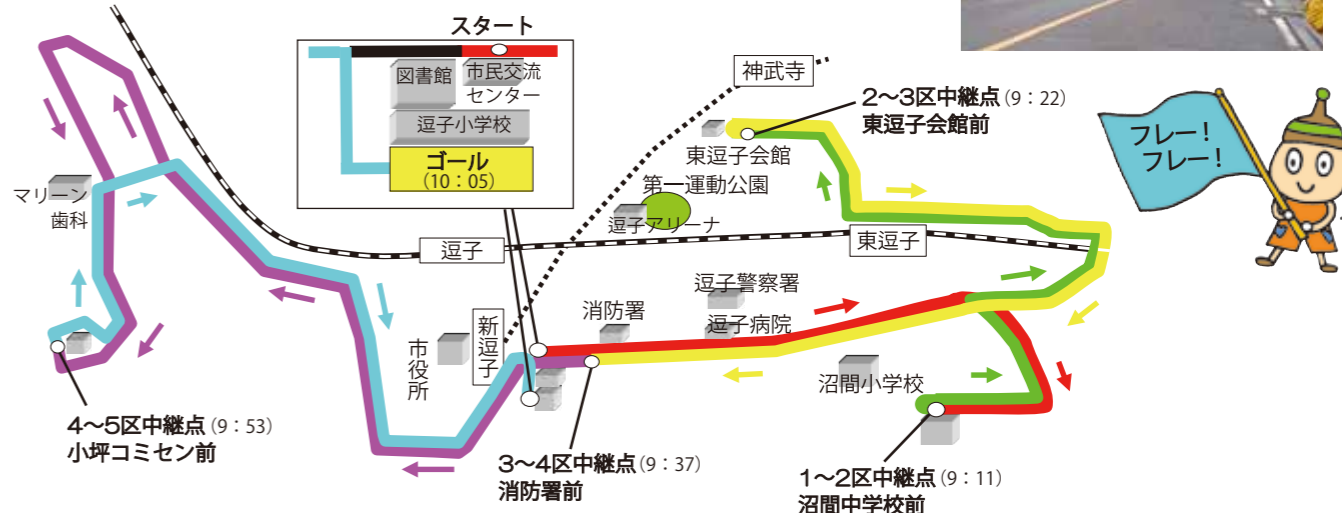 スタート
図書館
市民交流
センター
逗子小学校
ゴール
(10:05)
神武寺
2~3区中継点(9:22)
東逗子会館前
東逗子会館
フレー!
フレー!
マリーン
歯科
第一運動公園
逗子アリーナ
逗子
東逗子
逗子警察署
消防署
逗子病院
新逗子
市役所
沼間小学校
4~5区中継点(9:53)
小坪コミセン前
3~4区中継点(9:37)
消防署前
1~2区中継点(9:11)
沼間中学校前